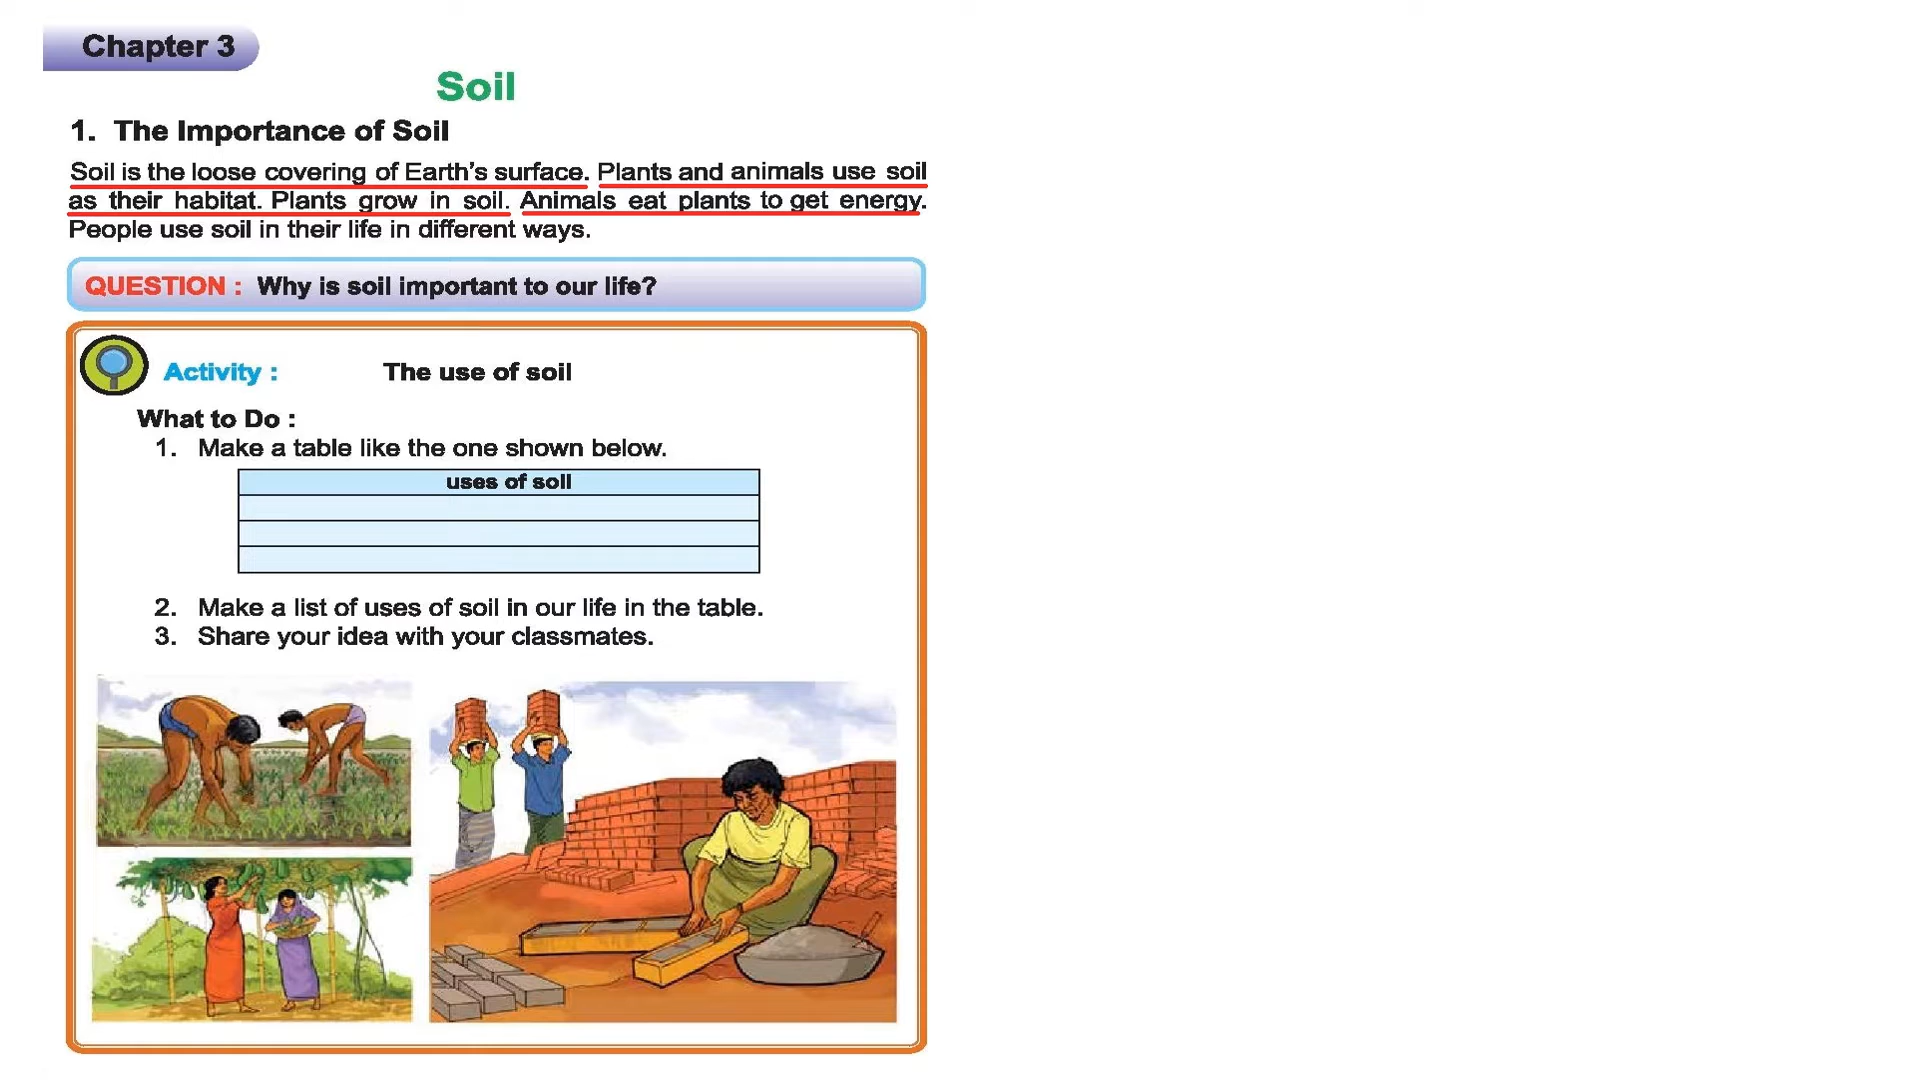 Chapter 3
Soil
1. The Importance of Soil
Soil is the loose covering of Earth's surface. Plants and animals use soil
as their habitat. Plants grow in soil. Animals eat plants to get energy.
People use soil in their life in different ways.
QUESTION : Why is soil important to our life?
Activity : The use of soil
What to Do :
1. Make a table like the one shown below.
uses of soil
2. Make a list of uses of soil in our life in the table.
3. Share your idea with your classmates.